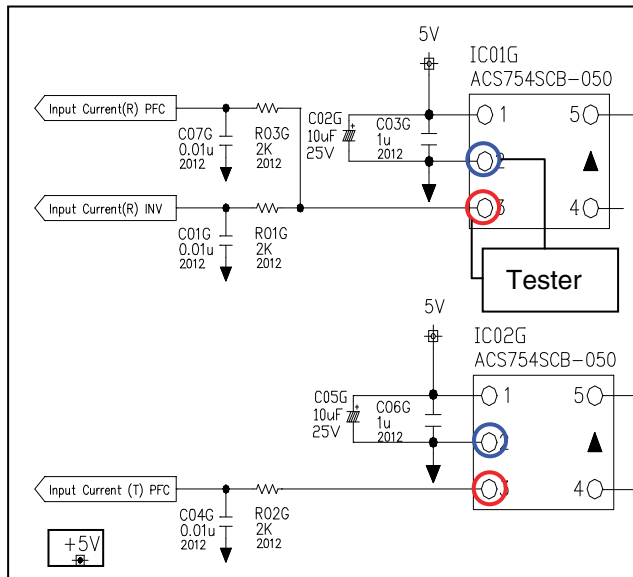 5V
IC01G
ACS754SCB-050
Input Current(R) PFC
C07G
0.01u
2012
R03G
2K
2012
C02G
10uF
25V
C03G
1u
2012
1
2
3
5
4
Input Current(R) INV
C01G
0.01u
2012
R01G
2K
2012
Tester
5V
IC02G
ACS754SCB-050
C05G
10uF
25V
C06G
1u
2012
1
2
3
5
4
Input Current (T) PFC
C04G
0.01u
2012
R02G
2K
2012
+5V